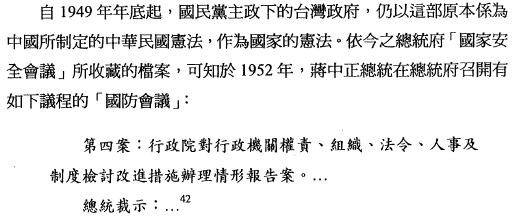 自 1949 年年底起，國民黨主政下的台灣政府，仍以這部原本係為
中國所制定的中華民國憲法，作為國家的憲法。依今之總統府「國家安
全會議」所收藏的檔案，可知於 1952 年，蔣中正總統在總統府召開有
如下議程的「國防會議」：
第四案：行政院對行政機關權責、組織、法令、人事及
制度檢討改進措施辦理情形報告案。…
總統裁示：…42